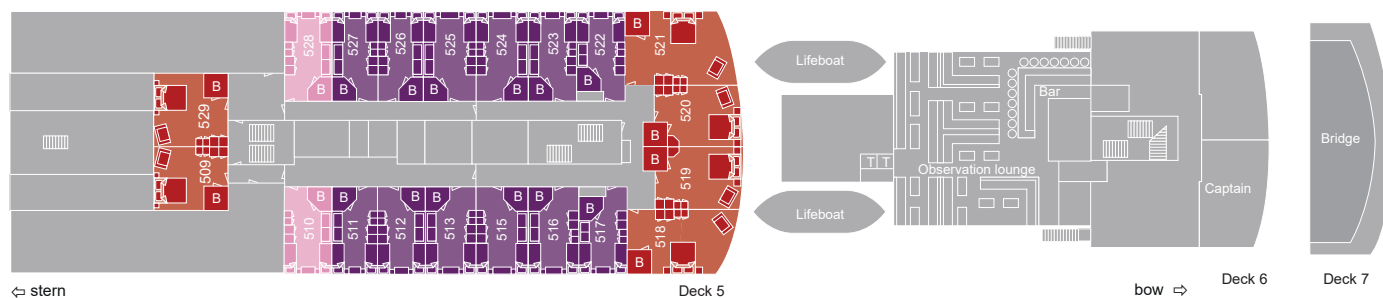 528
527
526
525
524
523
522
521
B
B
B
B
B
B
B
B
529
B
509
B
520
B
519
B
510
511
512
513
515
516
517
518
B
B
B
B
B
B
B
B
Deck 5
⇦ stern
Lifeboat
Lifeboat
Bar
T T
Observation lounge
Captain
Deck 6
bow ⇨
Bridge
Deck 7